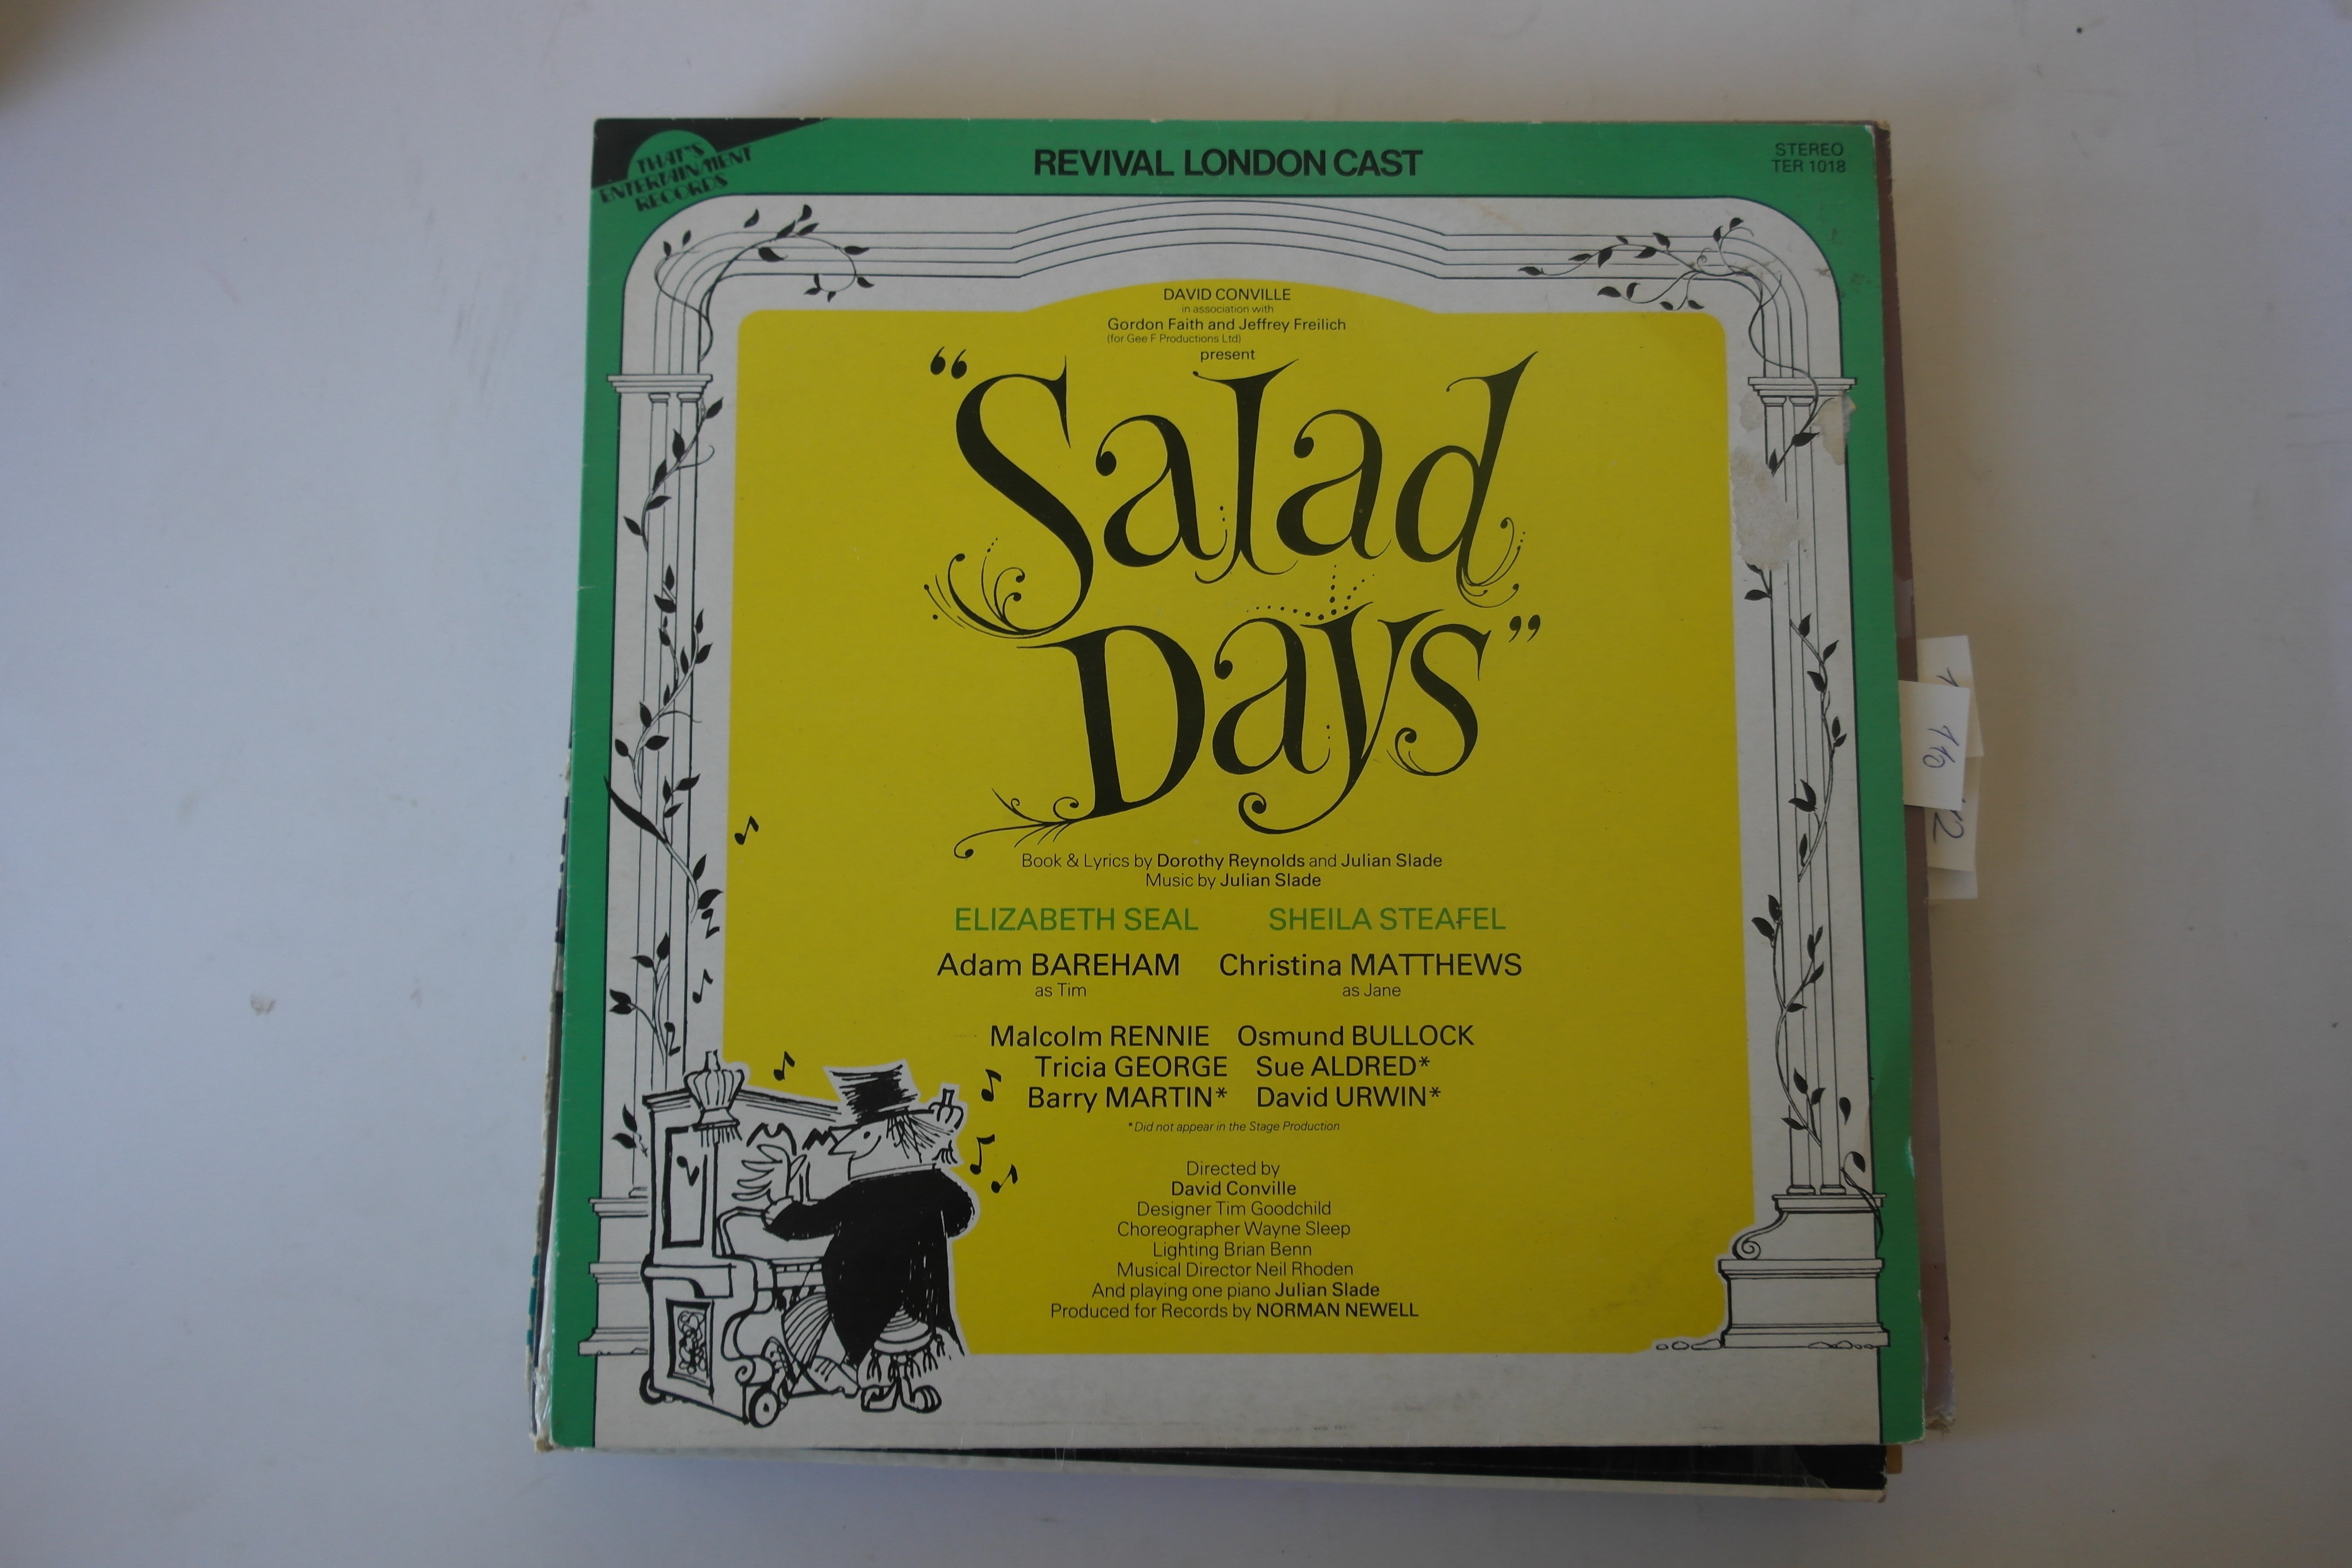 THAT'S
ENTERTAINMENT
RECORDS
REVIVAL LONDON CAST
STEREO
TER 1018
DAVID CONVILLE
in association with
Gordon Faith and Jeffrey Freilich
(for Gee F Productions Ltd)
present
“Salad
Days”
Book & Lyrics by Dorothy Reynolds and Julian Slade
Music by Julian Slade
ELIZABETH SEAL SHEILA STEAFEL
Adam BAREHAM Christina MATTHEWS
as Tim as Jane
Malcolm RENNIE Osmund BULLOCK
Tricia GEORGE Sue ALDRED*
Barry MARTIN* David URWIN*
*Did not appear in the Stage Production
Directed by
David Conville
Designer Tim Goodchild
Choreographer Wayne Sleep
Lighting Brian Benn
Musical Director Neil Rhoden
And playing one piano Julian Slade
Produced for Records by NORMAN NEWELL